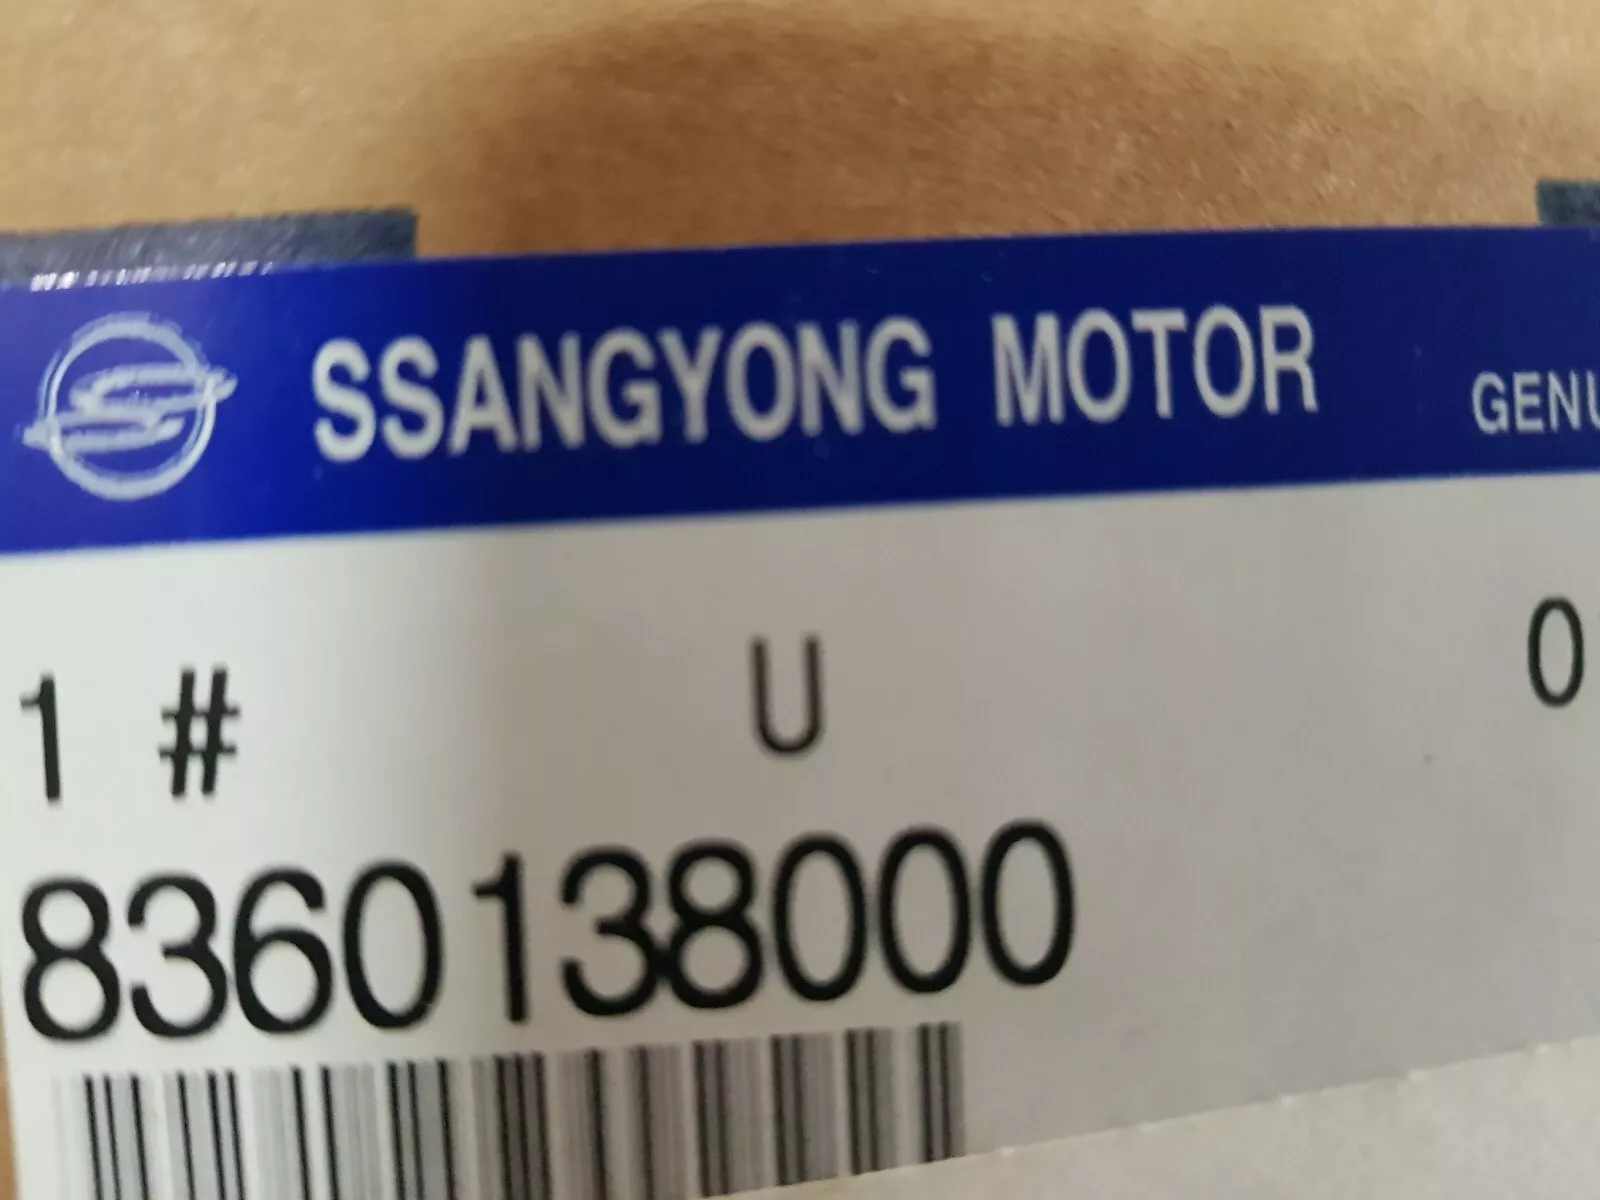 SSANGYONG MOTOR GENU
1 # U 0
8360138000